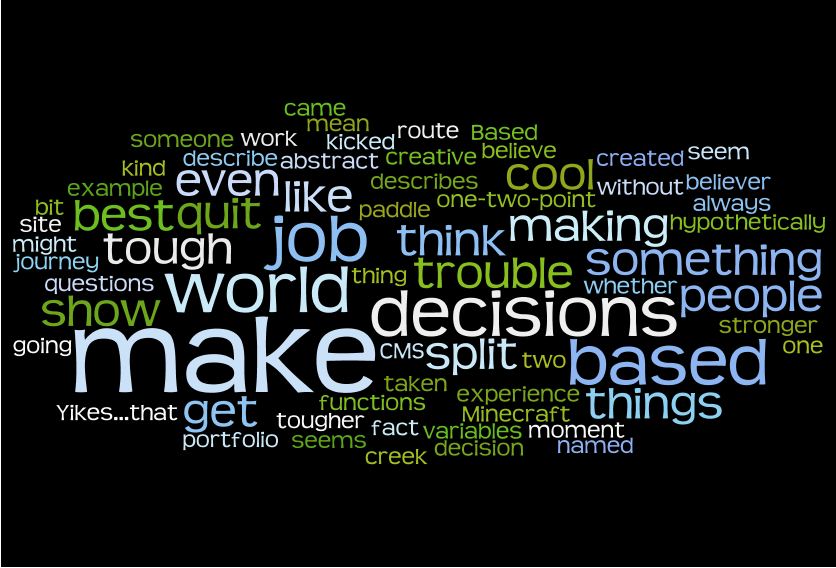 came
mean
someone work kicked route Based
kind describe abstract creative believe created seem
example even like describes cool without believer
bit best quit paddle one-two-point always
site job think making hypothetically
might tough
journey thing trouble something
questions world whether people
show decisions stronger
going make CMS split two based one
taken
Yikes...that get functions experience things
tougher Minecraft
portfolio seems fact variables moment
creek decision named